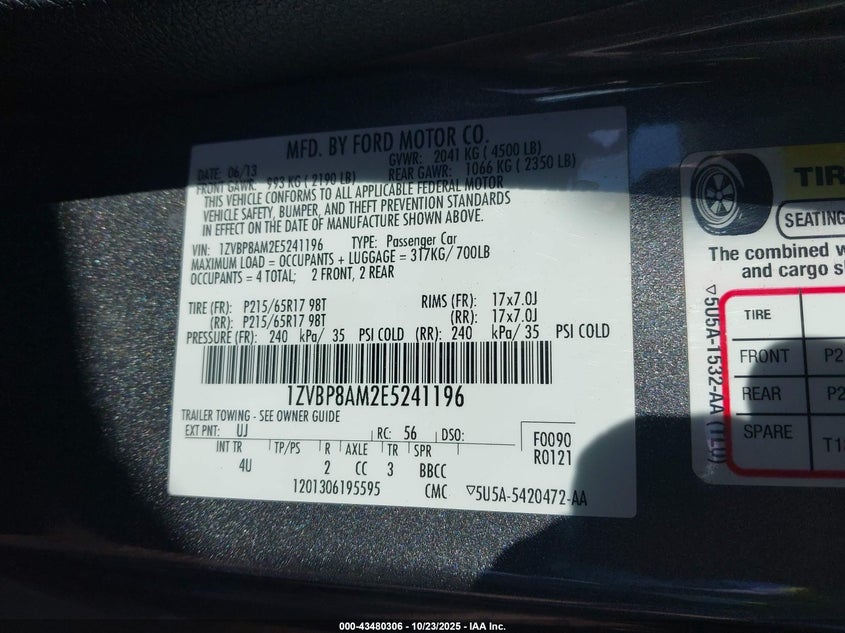 MFD. BY FORD MOTOR CO.
DATE: 06/13
GVWR: 2041 KG ( 4500 LB)
FRONT GAWR: 993 KG ( 2190 LB)
REAR GAWR: 1066 KG ( 2350 LB)
THIS VEHICLE CONFORMS TO ALL APPLICABLE FEDERAL MOTOR
VEHICLE SAFETY, BUMPER, AND THEFT PREVENTION STANDARDS
IN EFFECT ON THE DATE OF MANUFACTURE SHOWN ABOVE.
VIN: 1ZVBP8AM2E5241196 TYPE: Passenger Car
MAXIMUM LOAD = OCCUPANTS + LUGGAGE = 317KG/ 700LB
OCCUPANTS = 4 TOTAL; 2 FRONT, 2 REAR
TIRE (FR): P215/65R17 98T RIMS (FR): 17x7.0J
(RR): P215/65R17 98T (RR): 17x7.0J
PRESSURE (FR): 240 kPa/ 35 PSI COLD (RR): 240 kPa/ 35 PSI COLD
1ZVBP8AM2E5241196
TRAILER TOWING - SEE OWNER GUIDE
EXT PNT: UJ RC: 56 DSO: F0090
R0121
INT TR TP/PS R AXLE TR SPR
4U 2 CC 3 BBCC
1201306195595 CMC ▽5U5A-5420472-AA
TIR
SEATING
The combined w
and cargo s
▽5U5A-1532-AA (1L0)
TIRE
FRONT P2
REAR P2
SPARE T1
000-43480306 - 10/23/2025 - IAA Inc.